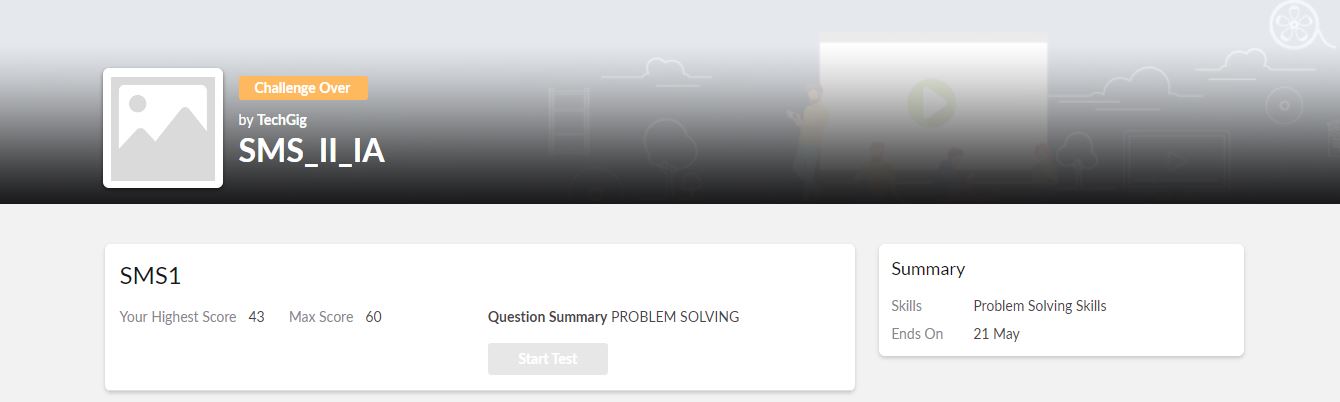 Challenge Over
by TechGig
SMS_II_IA
SMS1
Your Highest Score 43 Max Score 60
Question Summary PROBLEM SOLVING
Start Test
Summary
Skills Problem Solving Skills
Ends On 21 May